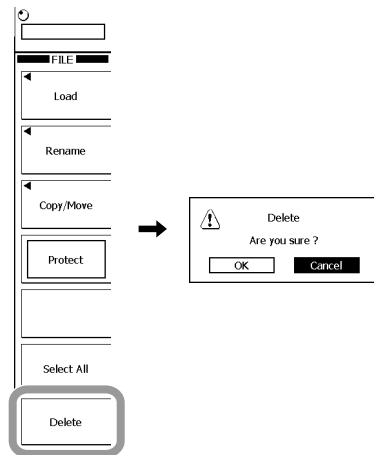 FILE
Load
Rename
Copy/Move
Protect
Select All
Delete
Delete
Are you sure ?
OK Cancel